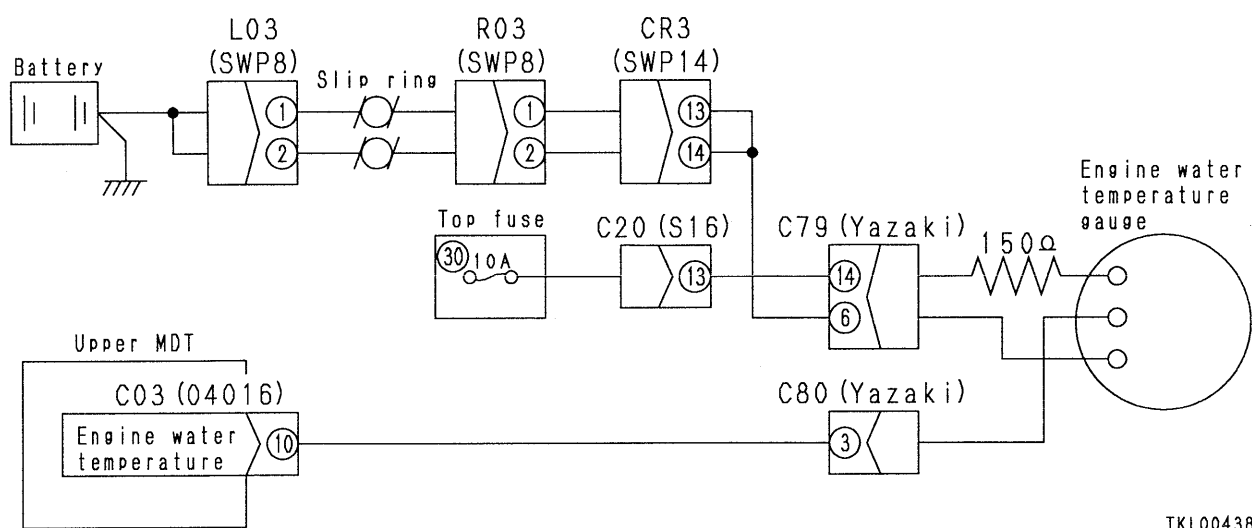 L03
(SWP8)
R03
(SWP8)
CR3
(SWP14)
Battery
Slip ring
1
2
1
2
13
14
Engine water
temperature
gauge
Top fuse
30
10A
C20 (S16)
13
C79 (Yazaki)
14
6
150Ω
Upper MDT
C03 (04016)
Engine water
temperature
10
C80 (Yazaki)
3
TKL00438